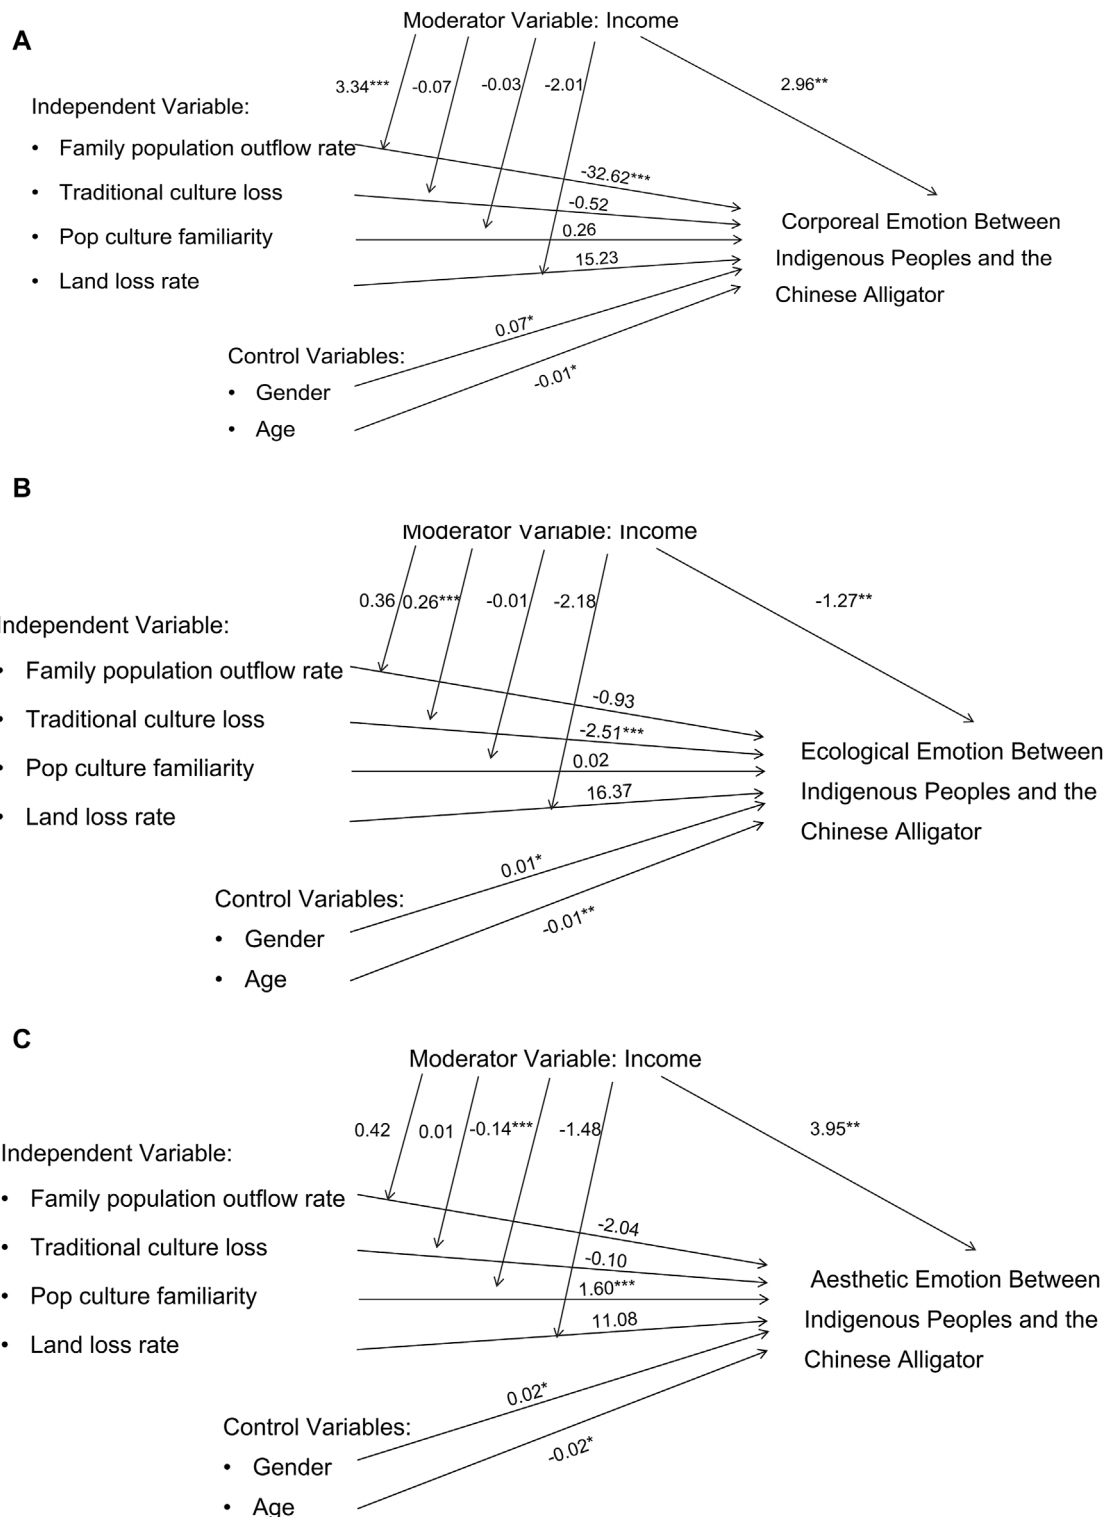 A
Moderator Variable: Income
3.34*** -0.07 -0.03 -2.01 2.96**
Independent Variable:
• Family population outflow rate
• Traditional culture loss
• Pop culture familiarity
• Land loss rate
-32.62***
-0.52
0.26
15.23
Corporeal Emotion Between
Indigenous Peoples and the
Chinese Alligator
0.07*
-0.01*
Control Variables:
• Gender
• Age
B
Moderator Variable: Income
0.36 0.26*** -0.01 -2.18 -1.27**
Independent Variable:
• Family population outflow rate
• Traditional culture loss
• Pop culture familiarity
• Land loss rate
-0.93
-2.51***
0.02
16.37
Ecological Emotion Between
Indigenous Peoples and the
Chinese Alligator
0.01*
-0.01**
Control Variables:
• Gender
• Age
C
Moderator Variable: Income
0.42 0.01 -0.14*** -1.48 3.95**
Independent Variable:
• Family population outflow rate
• Traditional culture loss
• Pop culture familiarity
• Land loss rate
-2.04
-0.10
1.60***
11.08
Aesthetic Emotion Between
Indigenous Peoples and the
Chinese Alligator
0.02*
-0.02*
Control Variables:
• Gender
• Age